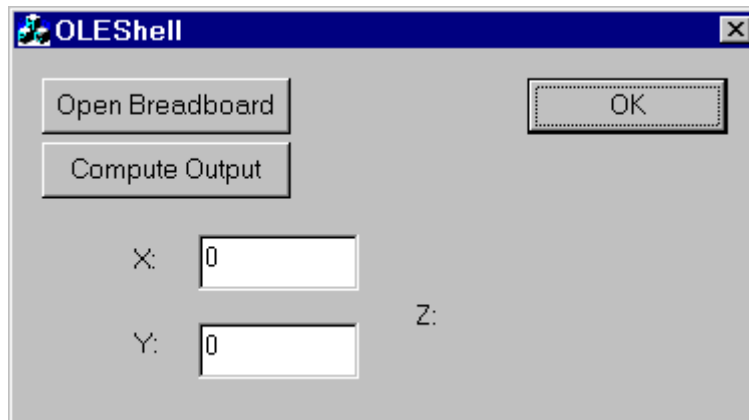 OLEShell
Open Breadboard
OK
Compute Output
X: 0
Z:
Y: 0